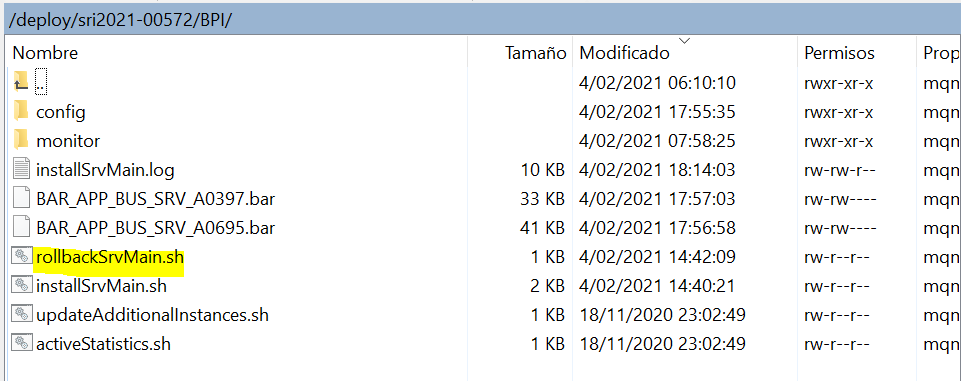 /deploy/sri2021-00572/BPI/
Nombre Tamaño Modificado Permisos Prop
.. 4/02/2021 06:10:10 rwxr-xr-x mqn
config 4/02/2021 17:55:35 rwxr-xr-x mqn
monitor 4/02/2021 07:58:25 rwxr-xr-x mqn
installSrvMain.log 10 KB 4/02/2021 18:14:03 rw-rw-r-- mqn
BAR_APP_BUS_SRV_A0397.bar 33 KB 4/02/2021 17:57:03 rw-rw---- mqn
BAR_APP_BUS_SRV_A0695.bar 41 KB 4/02/2021 17:56:58 rw-rw---- mqn
rollbackSrvMain.sh 1 KB 4/02/2021 14:42:09 rw-r--r-- mqn
installSrvMain.sh 2 KB 4/02/2021 14:40:21 rw-r--r-- mqn
updateAdditionalInstances.sh 1 KB 18/11/2020 23:02:49 rw-r--r-- mqn
activeStatistics.sh 1 KB 18/11/2020 23:02:49 rw-r--r-- mqn